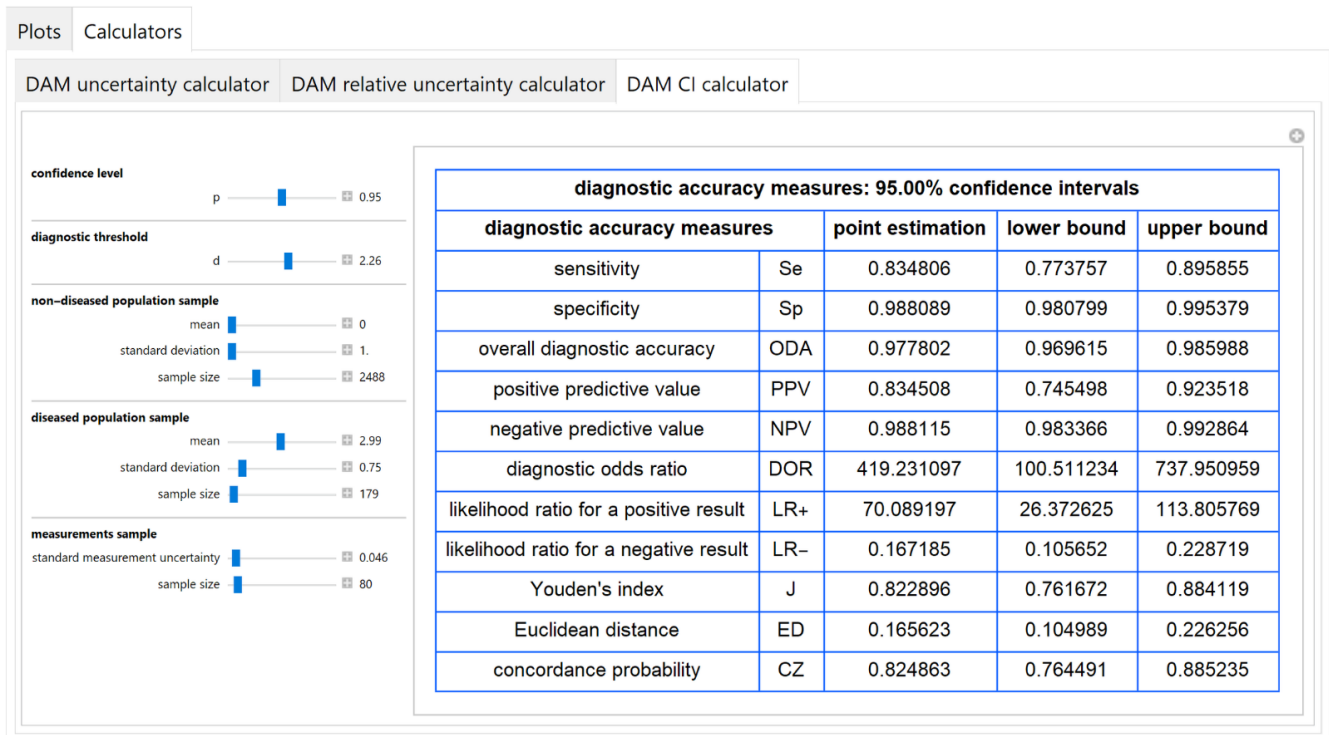 Plots Calculators
DAM uncertainty calculator DAM relative uncertainty calculator DAM CI calculator
confidence level
p 0.95
diagnostic threshold
d 2.26
non–diseased population sample
mean 0
standard deviation 1.
sample size 2488
diseased population sample
mean 2.99
standard deviation 0.75
sample size 179
measurements sample
standard measurement uncertainty 0.046
sample size 80
diagnostic accuracy measures: 95.00% confidence intervals
diagnostic accuracy measures point estimation lower bound upper bound
sensitivity Se 0.834806 0.773757 0.895855
specificity Sp 0.988089 0.980799 0.995379
overall diagnostic accuracy ODA 0.977802 0.969615 0.985988
positive predictive value PPV 0.834508 0.745498 0.923518
negative predictive value NPV 0.988115 0.983366 0.992864
diagnostic odds ratio DOR 419.231097 100.511234 737.950959
likelihood ratio for a positive result LR+ 70.089197 26.372625 113.805769
likelihood ratio for a negative result LR− 0.167185 0.105652 0.228719
Youden's index J 0.822896 0.761672 0.884119
Euclidean distance ED 0.165623 0.104989 0.226256
concordance probability CZ 0.824863 0.764491 0.885235